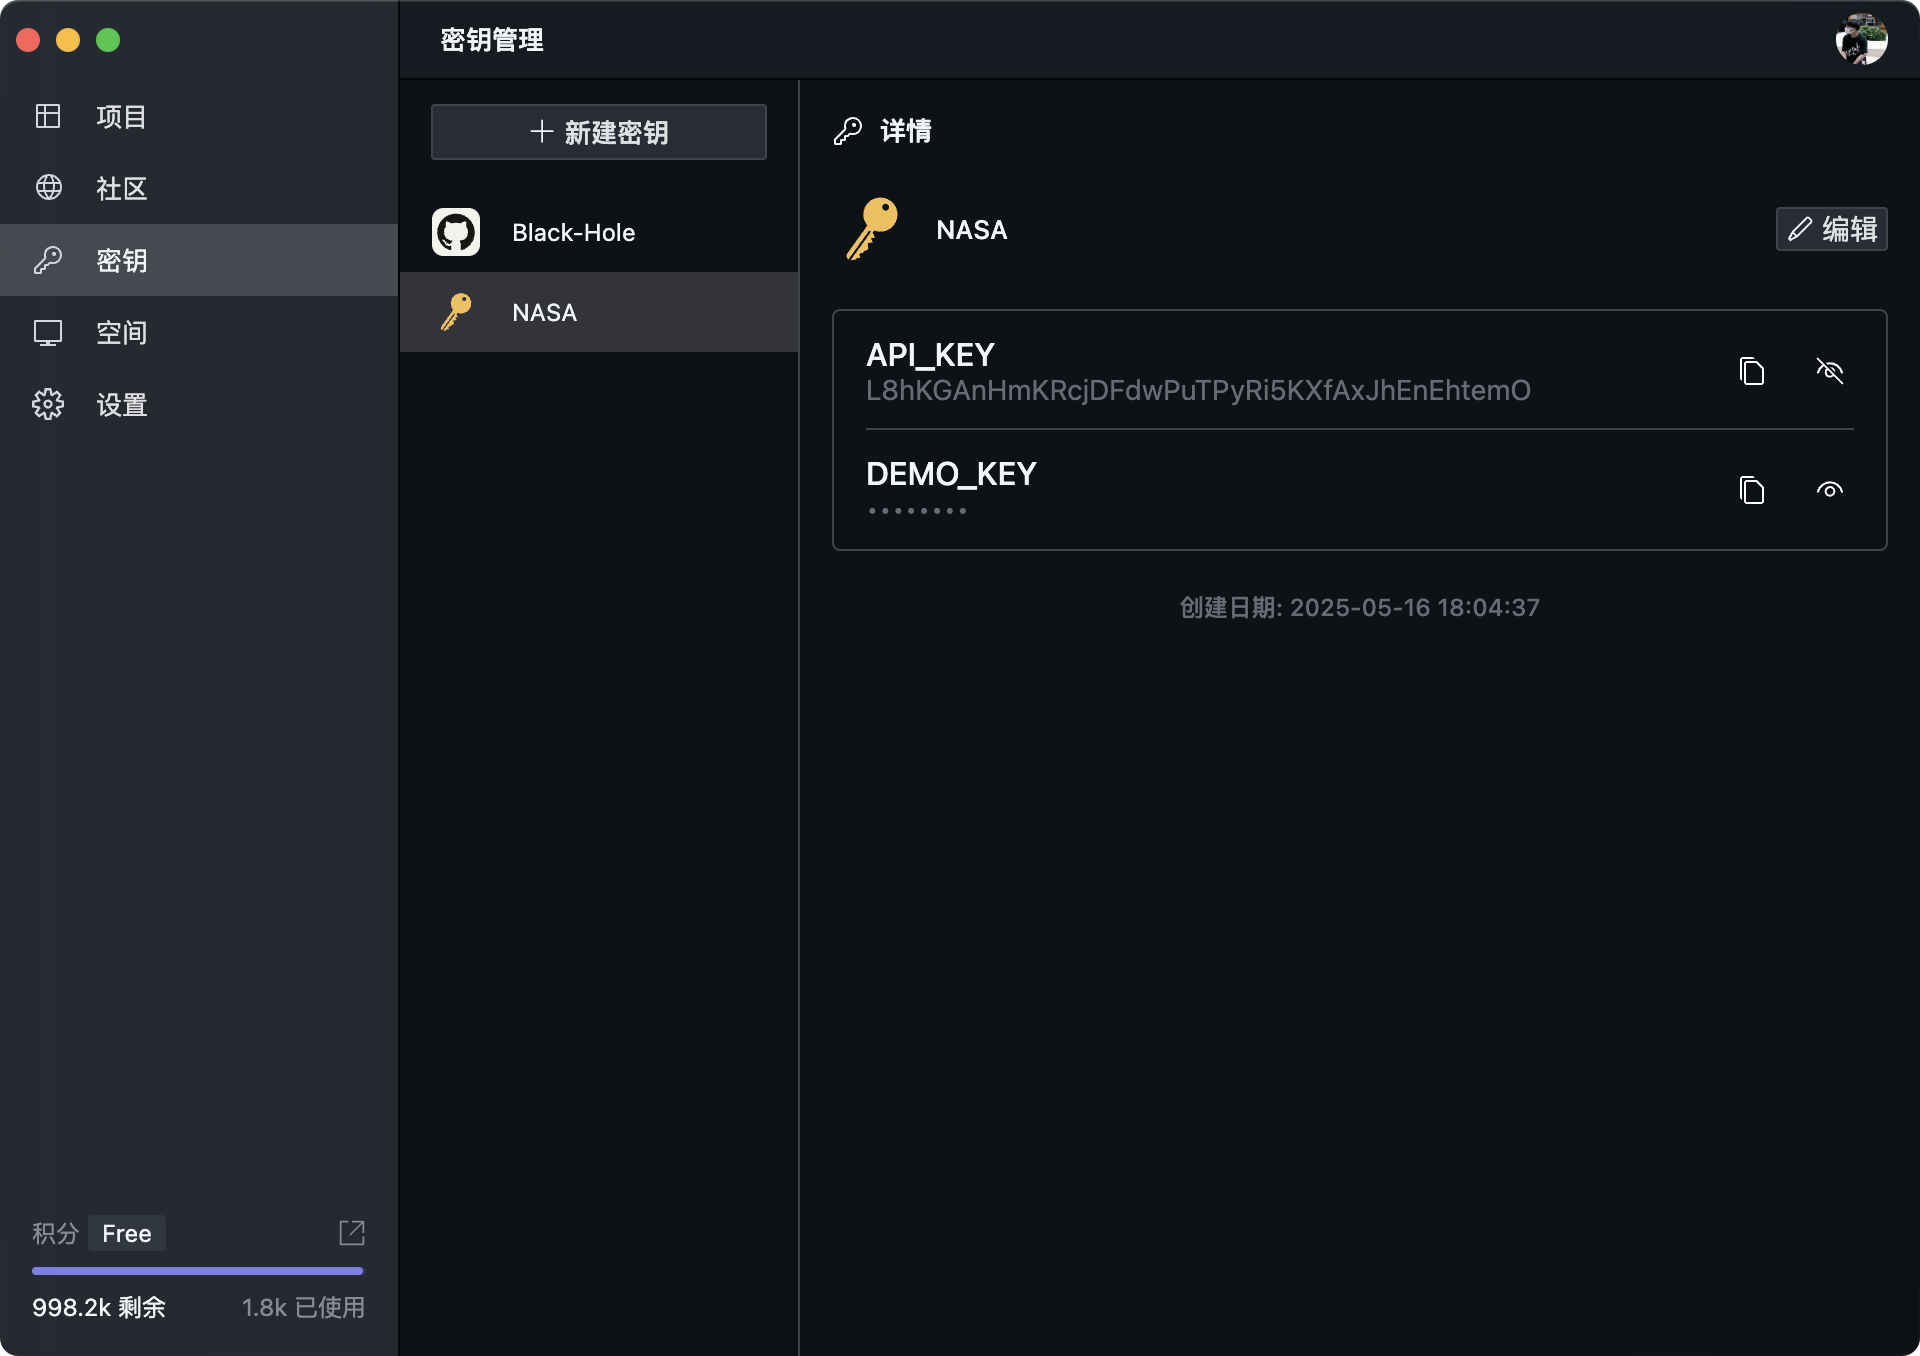 密钥管理
项目
社区
密钥
空间
设置
新建密钥
Black-Hole
NASA
详情
NASA
编辑
API_KEY
L8hKGAnHmKRcjDFdwPuTPyRi5KXfAxJhEnEhtemO
DEMO_KEY
••••••••
创建日期: 2025-05-16 18:04:37
积分 Free
998.2k 剩余 1.8k 已使用